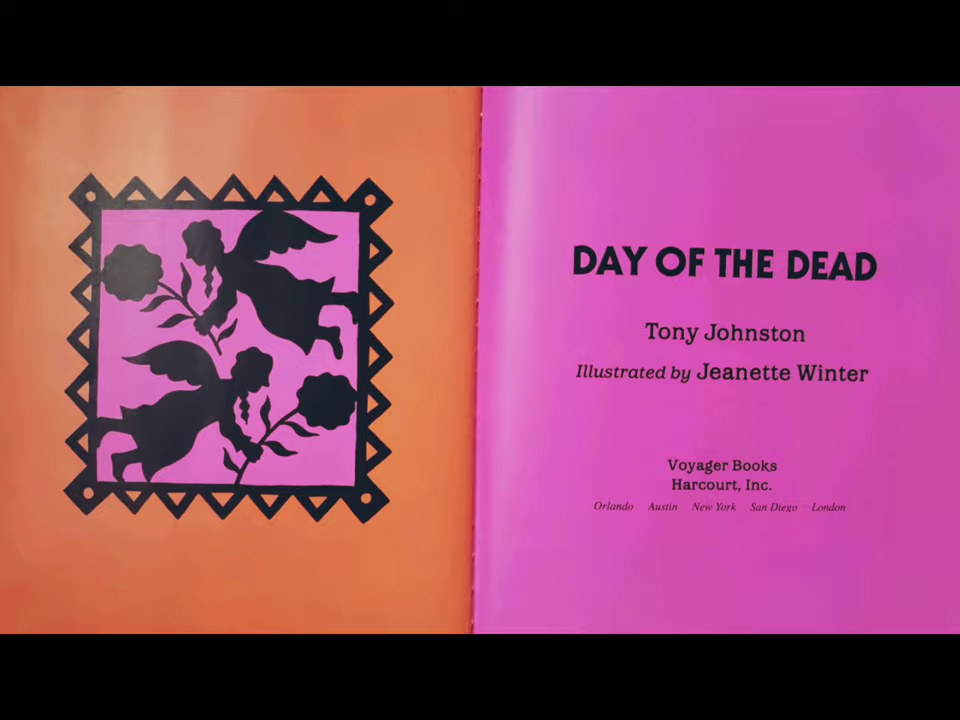 DAY OF THE DEAD
Tony Johnston
Illustrated by Jeanette Winter
Voyager Books
Harcourt, Inc.
Orlando Austin New York San Diego London